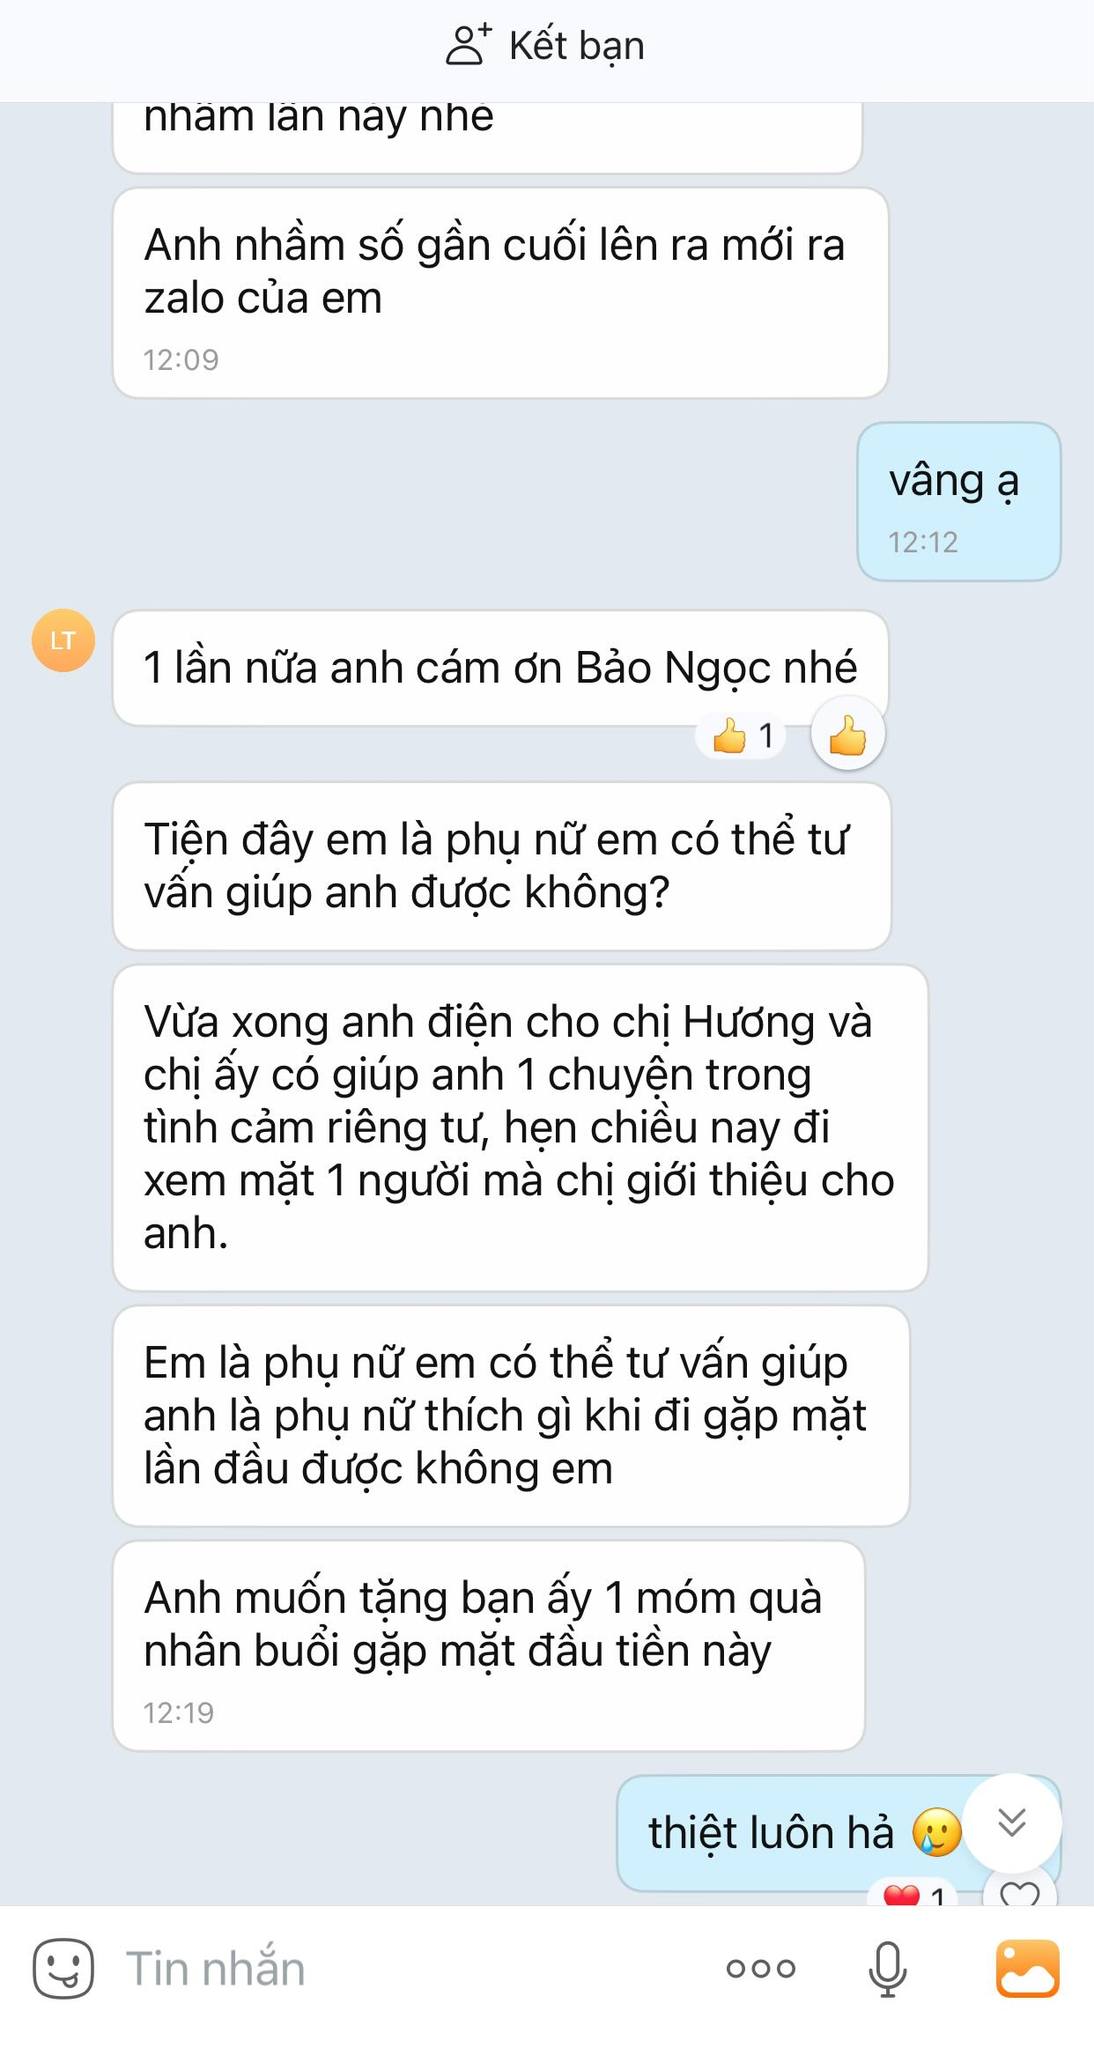 Kết bạn
nhầm lần này nhé
Anh nhầm số gần cuối lên ra mới ra
zalo của em
12:09
vâng ạ
12:12
LT
1 lần nữa anh cám ơn Bảo Ngọc nhé
1
Tiện đây em là phụ nữ em có thể tư
vấn giúp anh được không?
Vừa xong anh điện cho chị Hương và
chị ấy có giúp anh 1 chuyện trong
tình cảm riêng tư, hẹn chiều nay đi
xem mặt 1 người mà chị giới thiệu cho
anh.
Em là phụ nữ em có thể tư vấn giúp
anh là phụ nữ thích gì khi đi gặp mặt
lần đầu được không em
Anh muốn tặng bạn ấy 1 móm quà
nhân buổi gặp mặt đầu tiền này
12:19
thiệt luôn hả 🥲
1
Tin nhắn